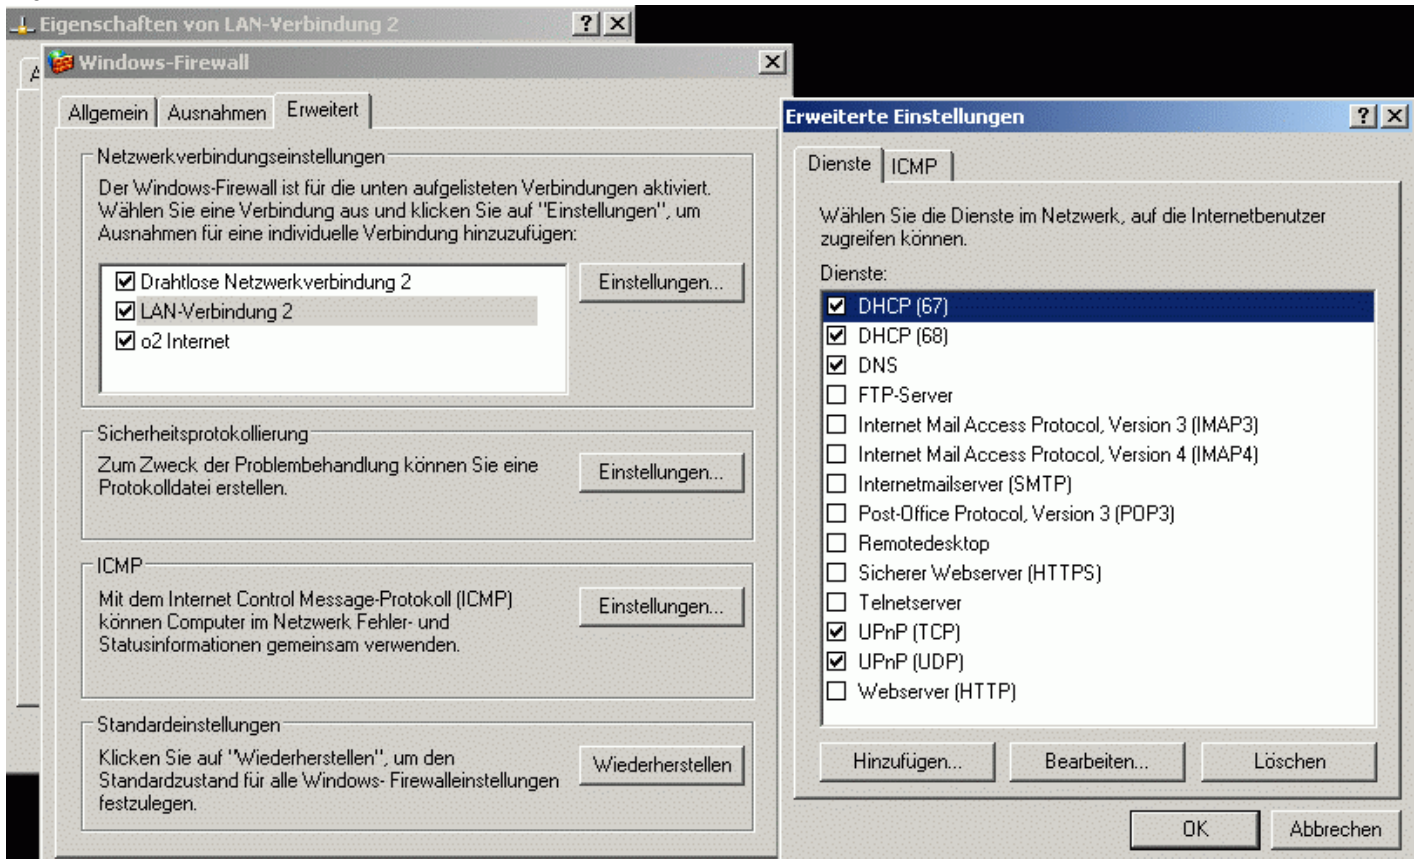 Eigenschaften von LAN-Verbindung 2
Windows-Firewall
Allgemein
Ausnahmen
Erweitert
Netzwerkverbindungseinstellungen
Der Windows-Firewall ist für die unten aufgelisteten Verbindungen aktiviert.
Wählen Sie eine Verbindung aus und klicken Sie auf "Einstellungen", um
Ausnahmen für eine individuelle Verbindung hinzuzufügen:
Drahtlose Netzwerkverbindung 2
LAN-Verbindung 2
o2 Internet
Einstellungen...
Sicherheitsprotokollierung
Zum Zweck der Problembehandlung können Sie eine
Protokolldatei erstellen.
Einstellungen...
ICMP
Mit dem Internet Control Message-Protokoll (ICMP)
können Computer im Netzwerk Fehler- und
Statusinformationen gemeinsam verwenden.
Einstellungen...
Standardeinstellungen
Klicken Sie auf "Wiederherstellen", um den
Standardzustand für alle Windows- Firewalleinstellungen
festzulegen.
Wiederherstellen
Erweiterte Einstellungen
Dienste
ICMP
Wählen Sie die Dienste im Netzwerk, auf die Internetbenutzer
zugreifen können.
Dienste:
DHCP (67)
DHCP (68)
DNS
FTP-Server
Internet Mail Access Protocol, Version 3 (IMAP3)
Internet Mail Access Protocol, Version 4 (IMAP4)
Internetmailserver (SMTP)
Post-Office Protocol, Version 3 (POP3)
Remotedesktop
Sicherer Webserver (HTTPS)
Telnetserver
UPnP (TCP)
UPnP (UDP)
Webserver (HTTP)
Hinzufügen...
Bearbeiten...
Löschen
OK
Abbrechen